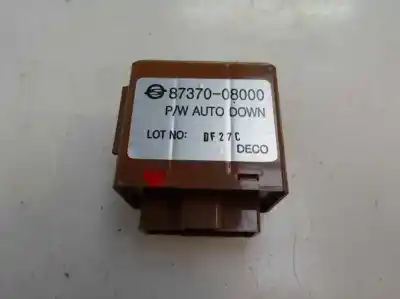 87370-08000
P/W AUTO DOWN
LOT NO: DF27C
DECO